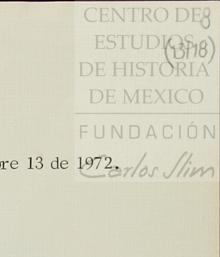 CENTRO DE
ESTUDIOS
DE HISTORIA
DE MEXICO
FUNDACIÓN
Carlos Slim
re 13 de 1972.